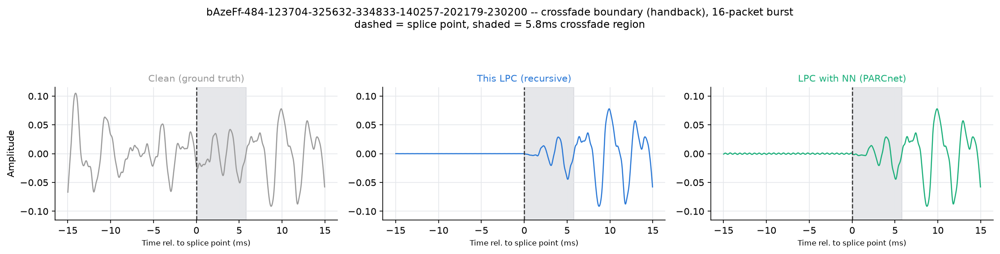 bAzeFf-484-123704-325632-334833-140257-202179-230200 -- crossfade boundary (handback), 16-packet burst
dashed = splice point, shaded = 5.8ms crossfade region
Clean (ground truth)
Amplitude
0.10
0.05
0.00
−0.05
−0.10
−15 −10 −5 0 5 10 15
Time rel. to splice point (ms)
This LPC (recursive)
0.10
0.05
0.00
−0.05
−0.10
−15 −10 −5 0 5 10 15
Time rel. to splice point (ms)
LPC with NN (PARCnet)
0.10
0.05
0.00
−0.05
−0.10
−15 −10 −5 0 5 10 15
Time rel. to splice point (ms)